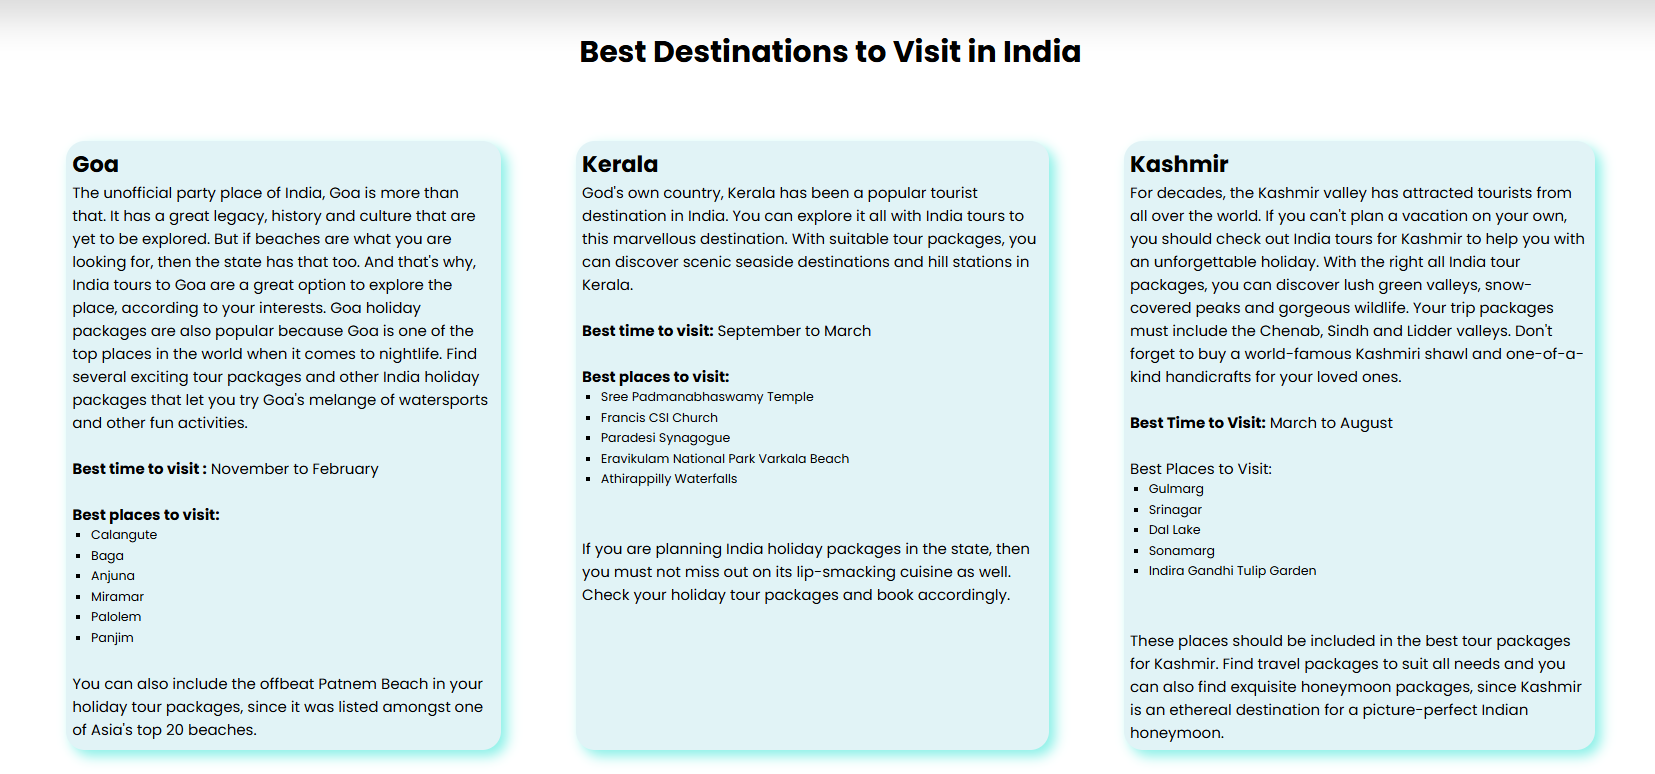 Best Destinations to Visit in India
Goa
The unofficial party place of India, Goa is more than
that. It has a great legacy, history and culture that are
yet to be explored. But if beaches are what you are
looking for, then the state has that too. And that's why,
India tours to Goa are a great option to explore the
place, according to your interests. Goa holiday
packages are also popular because Goa is one of the
top places in the world when it comes to nightlife. Find
several exciting tour packages and other India holiday
packages that let you try Goa's melange of watersports
and other fun activities.
Best time to visit : November to February
Best places to visit:
▪ Calangute
▪ Baga
▪ Anjuna
▪ Miramar
▪ Palolem
▪ Panjim
You can also include the offbeat Patnem Beach in your
holiday tour packages, since it was listed amongst one
of Asia's top 20 beaches.
Kerala
God's own country, Kerala has been a popular tourist
destination in India. You can explore it all with India tours to
this marvellous destination. With suitable tour packages, you
can discover scenic seaside destinations and hill stations in
Kerala.
Best time to visit: September to March
Best places to visit:
▪ Sree Padmanabhaswamy Temple
▪ Francis CSI Church
▪ Paradesi Synagogue
▪ Eravikulam National Park Varkala Beach
▪ Athirappilly Waterfalls
If you are planning India holiday packages in the state, then
you must not miss out on its lip-smacking cuisine as well.
Check your holiday tour packages and book accordingly.
Kashmir
For decades, the Kashmir valley has attracted tourists from
all over the world. If you can't plan a vacation on your own,
you should check out India tours for Kashmir to help you with
an unforgettable holiday. With the right all India tour
packages, you can discover lush green valleys, snow-
covered peaks and gorgeous wildlife. Your trip packages
must include the Chenab, Sindh and Lidder valleys. Don't
forget to buy a world-famous Kashmiri shawl and one-of-a-
kind handicrafts for your loved ones.
Best Time to Visit: March to August
Best Places to Visit:
▪ Gulmarg
▪ Srinagar
▪ Dal Lake
▪ Sonamarg
▪ Indira Gandhi Tulip Garden
These places should be included in the best tour packages
for Kashmir. Find travel packages to suit all needs and you
can also find exquisite honeymoon packages, since Kashmir
is an ethereal destination for a picture-perfect Indian
honeymoon.